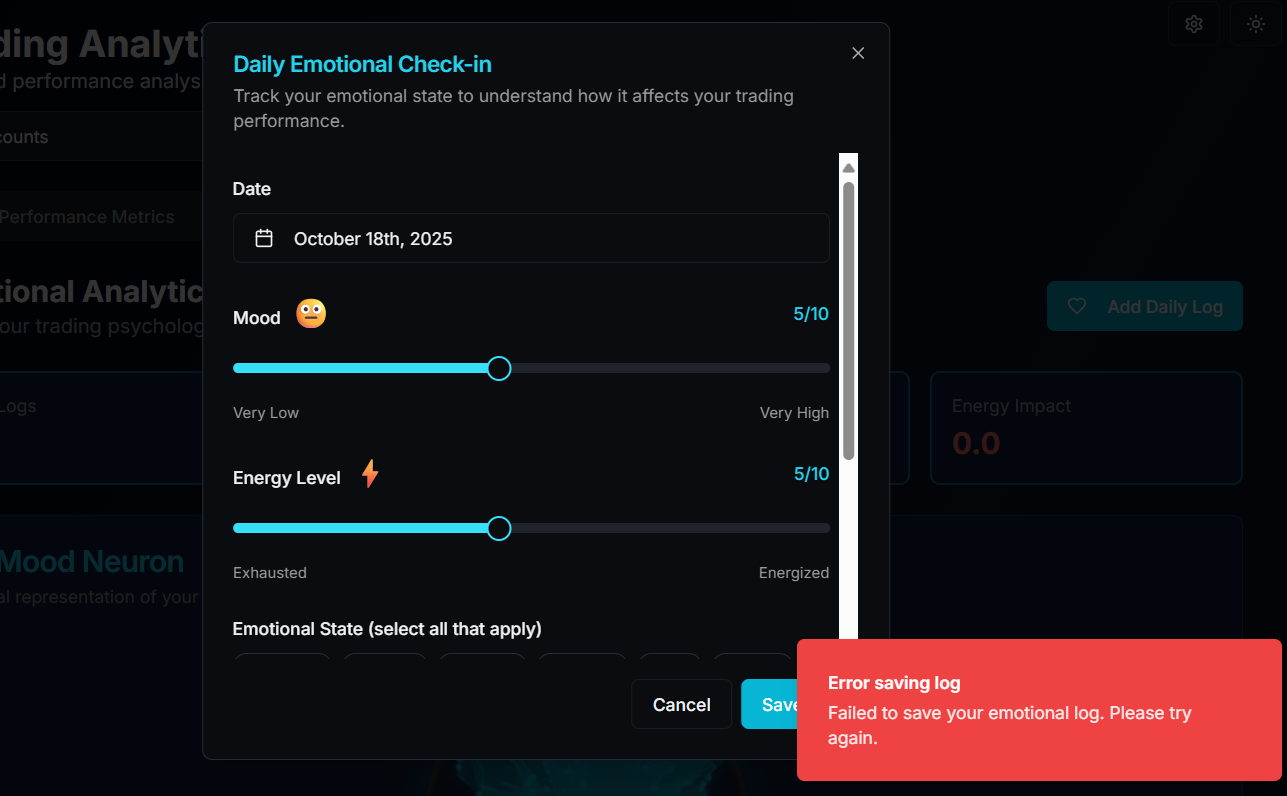 ding Analyti
d performance analys
counts
Performance Metrics
tional Analytic
our trading psycholog
Add Daily Log
Logs
Energy Impact
0.0
Mood Neuron
al representation of your
Daily Emotional Check-in
Track your emotional state to understand how it affects your trading
performance.
Date
October 18th, 2025
Mood
5/10
Very Low
Very High
Energy Level
5/10
Exhausted
Energized
Emotional State (select all that apply)
Cancel
Save
Error saving log
Failed to save your emotional log. Please try
again.